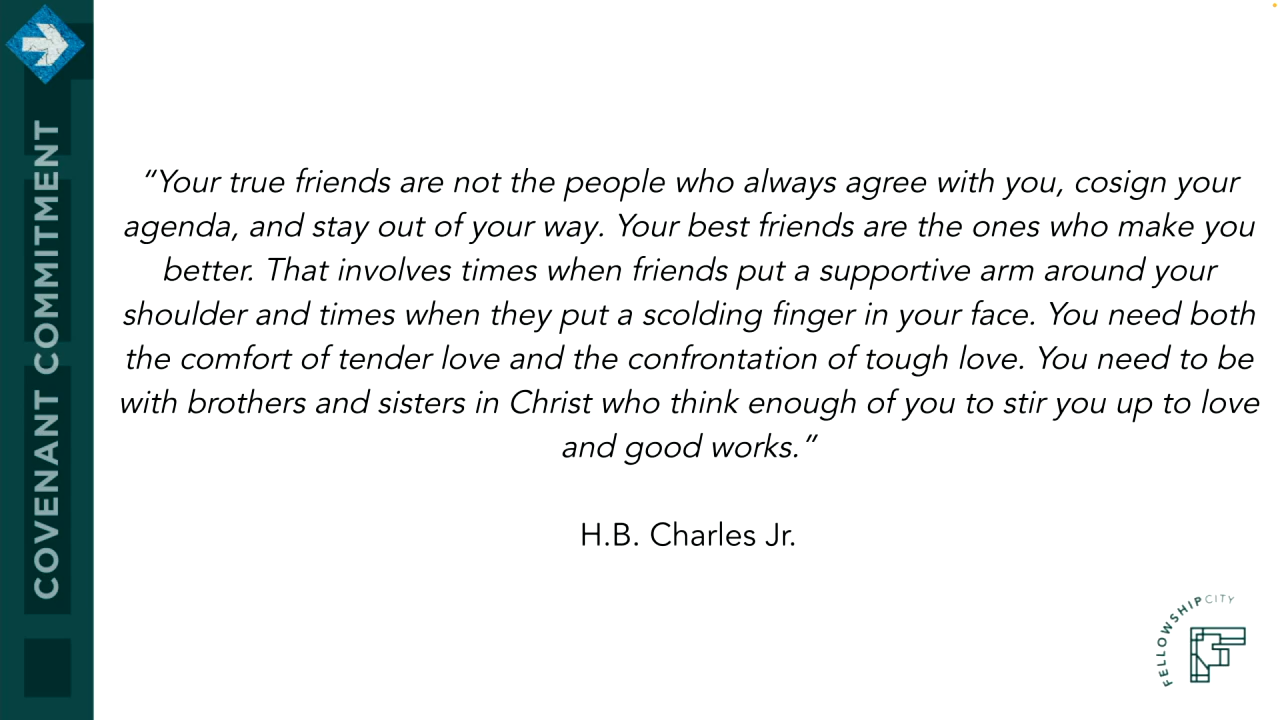 COVENANT COMMITMENT
“Your true friends are not the people who always agree with you, cosign your
agenda, and stay out of your way. Your best friends are the ones who make you
better. That involves times when friends put a supportive arm around your
shoulder and times when they put a scolding finger in your face. You need both
the comfort of tender love and the confrontation of tough love. You need to be
with brothers and sisters in Christ who think enough of you to stir you up to love
and good works.”
H.B. Charles Jr.
FELLOWSHIPCITY